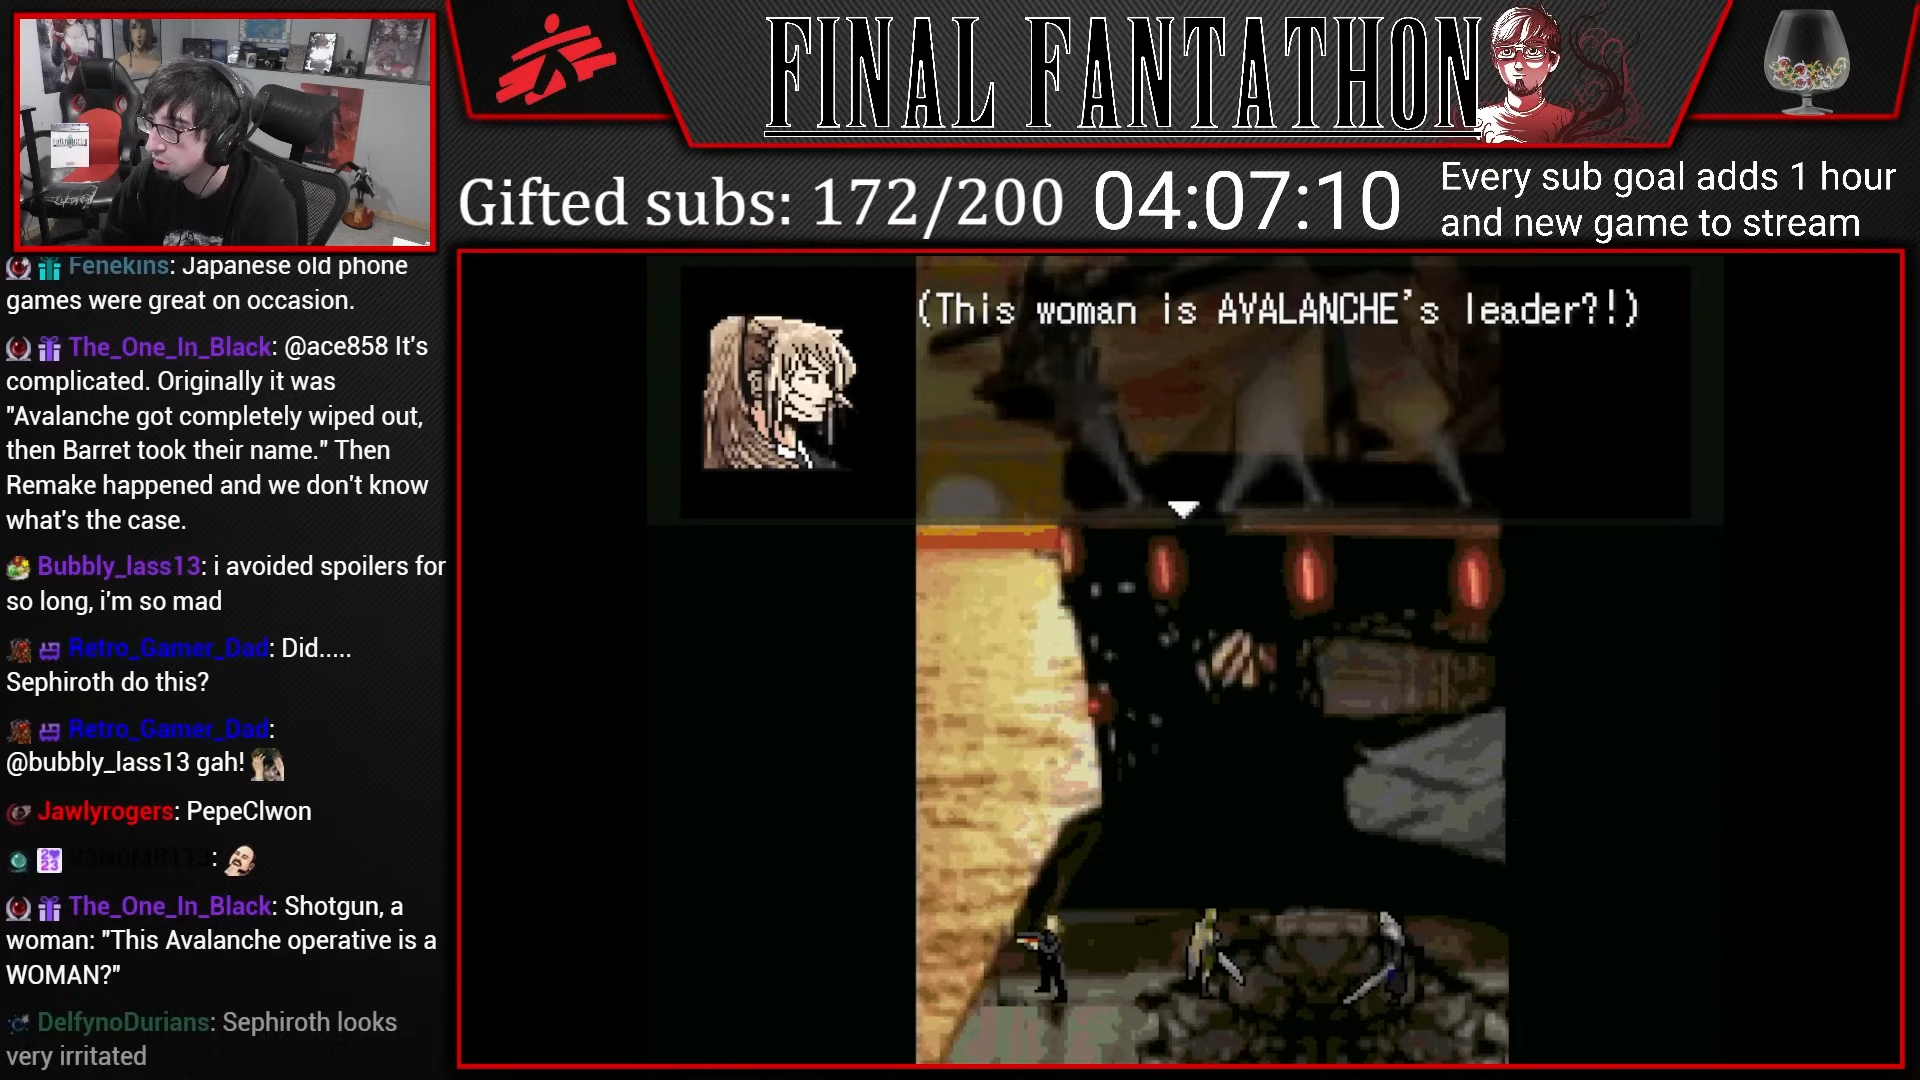 FINAL FANTATHON
Gifted subs: 172/200
04:07:10
Every sub goal adds 1 hour
and new game to stream
Fenekins: Japanese old phone
games were great on occasion.
The_One_In_Black: @ace858 It's
complicated. Originally it was
"Avalanche got completely wiped out,
then Barret took their name." Then
Remake happened and we don't know
what's the case.
Bubbly_lass13: i avoided spoilers for
so long, i'm so mad
Retro_Gamer_Dad: Did.....
Sephiroth do this?
Retro_Gamer_Dad:
@bubbly_lass13 gah!
Jawlyrogers: PepeClwon
The_One_In_Black: Shotgun, a
woman: "This Avalanche operative is a
WOMAN?"
DelfynoDurians: Sephiroth looks
very irritated
(This woman is AVALANCHE's leader?!)